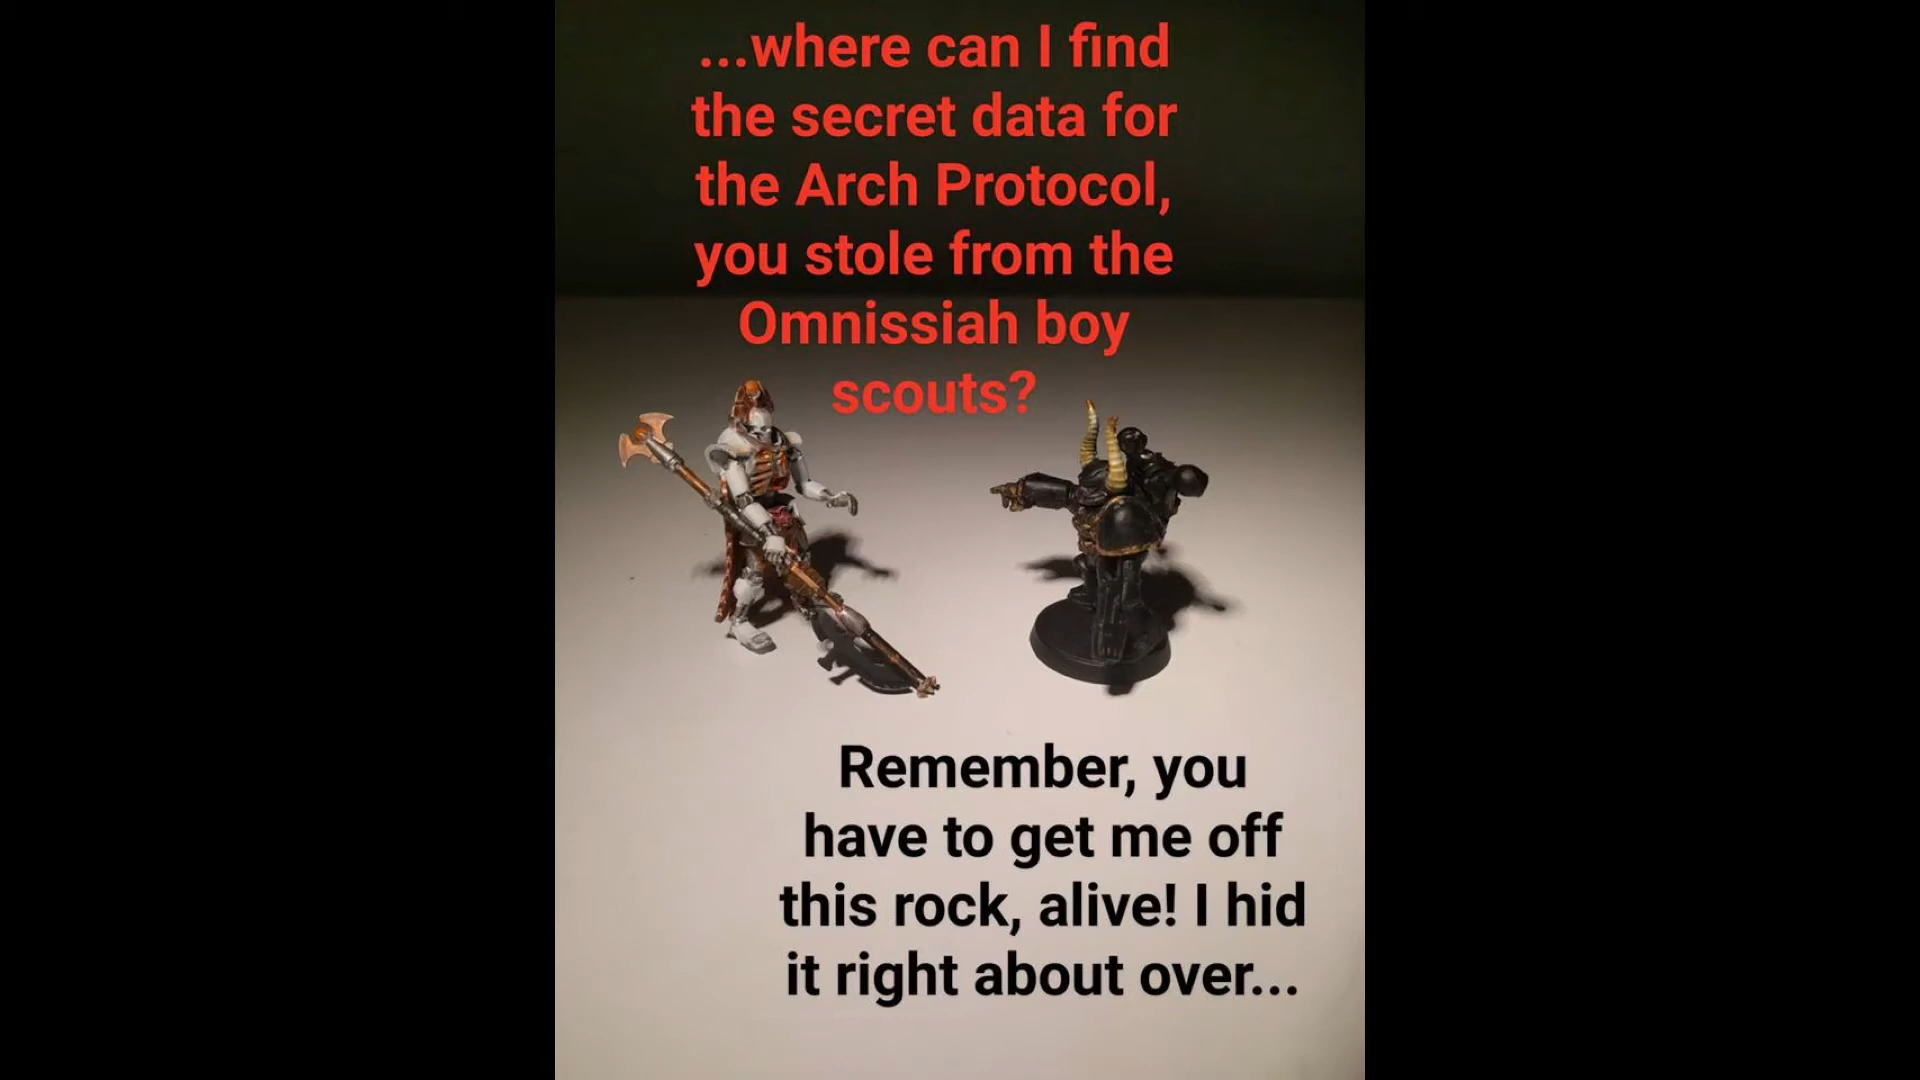 ...where can I find
the secret data for
the Arch Protocol,
you stole from the
Omnissiah boy
scouts?
Remember, you
have to get me off
this rock, alive! I hid
it right about over...